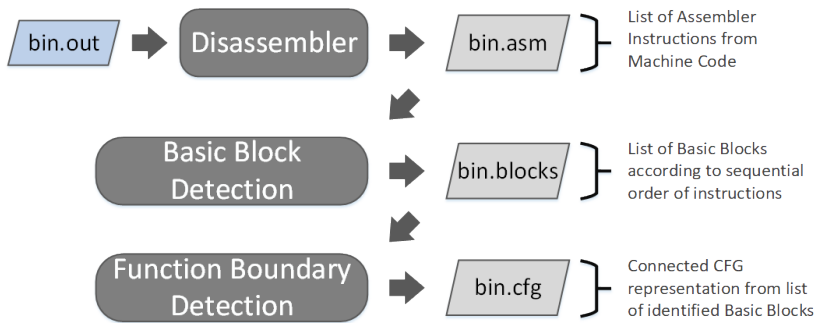 bin.out
Disassembler
bin.asm
List of Assembler
Instructions from
Machine Code
Basic Block
Detection
bin.blocks
List of Basic Blocks
according to sequential
order of instructions
Function Boundary
Detection
bin.cfg
Connected CFG
representation from list
of identified Basic Blocks